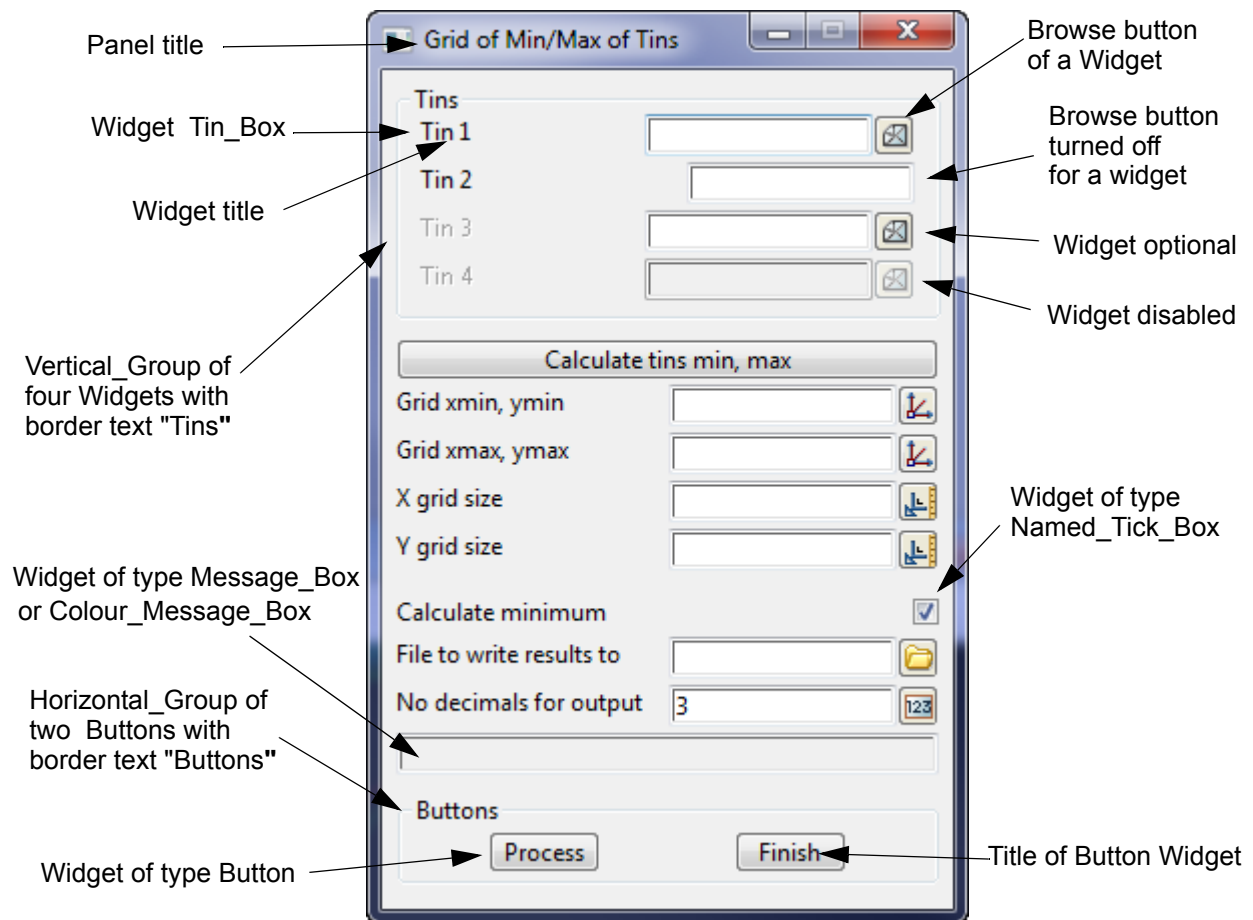 Panel title
Grid of Min/Max of Tins
Browse button
of a Widget
Tins
Widget Tin_Box
Tin 1
Browse button
turned off
for a widget
Tin 2
Widget title
Tin 3
Widget optional
Tin 4
Widget disabled
Vertical_Group of
four Widgets with
border text "Tins"
Calculate tins min, max
Grid xmin, ymin
Grid xmax, ymax
X grid size
Widget of type
Named_Tick_Box
Y grid size
Widget of type Message_Box
or Colour_Message_Box
Calculate minimum
File to write results to
No decimals for output
3
123
Horizontal_Group of
two Buttons with
border text "Buttons"
Buttons
Process
Finish
Widget of type Button
Title of Button Widget